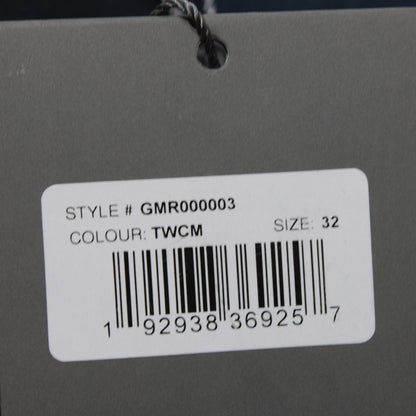 STYLE # GMR000003
COLOUR: TWCM SIZE: 32
1 92938 36925 7